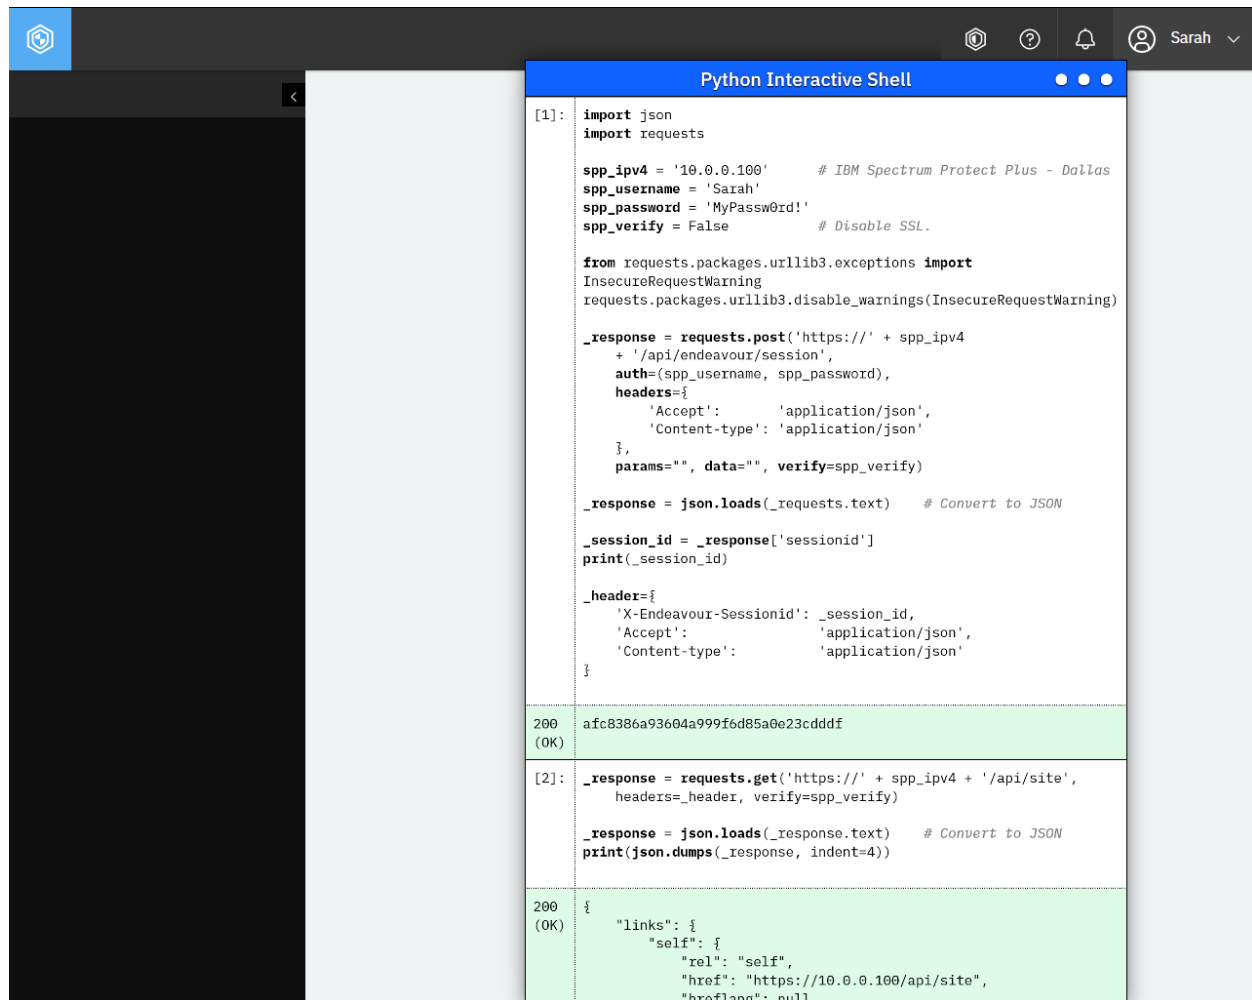 Sarah
Python Interactive Shell
[1]: import json
import requests
spp_ipv4 = '10.0.0.100' # IBM Spectrum Protect Plus - Dallas
spp_username = 'Sarah'
spp_password = 'MyPassw0rd!'
spp_verify = False # Disable SSL.
from requests.packages.urllib3.exceptions import
InsecureRequestWarning
requests.packages.urllib3.disable_warnings(InsecureRequestWarning)
_response = requests.post('https://' + spp_ipv4
+ '/api/endeavour/session',
auth=(spp_username, spp_password),
headers={
'Accept': 'application/json',
'Content-type': 'application/json'
},
params="", data="", verify=spp_verify)
_response = json.loads(_requests.text) # Convert to JSON
_session_id = _response['sessionid']
print(_session_id)
_header={
'X-Endeavour-Sessionid': _session_id,
'Accept': 'application/json',
'Content-type': 'application/json'
}
200 afc8386a93604a999f6d85a0e23cdddf
(OK)
[2]: _response = requests.get('https://' + spp_ipv4 + '/api/site',
headers=_header, verify=spp_verify)
_response = json.loads(_response.text) # Convert to JSON
print(json.dumps(_response, indent=4))
200 {
(OK) "links": {
"self": {
"rel": "self",
"href": "https://10.0.0.100/api/site",
"hreflang": null